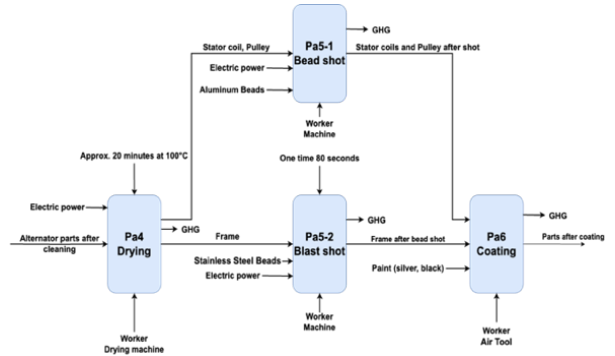 GHG
Stator coil, Pulley
Pa5-1
Bead shot
Stator coils and Pulley after shot
Electric power
Aluminum Beads
Worker
Machine
Approx. 20 minutes at 100°C
One time 80 seconds
Electric power
Pa4
Drying
GHG
Alternator parts after
cleaning
Frame
Stainless Steel Beads
Electric power
Pa5-2
Blast shot
GHG
Frame after bead shot
Paint (silver, black)
Pa6
Coating
GHG
Parts after coating
Worker
Drying machine
Worker
Machine
Worker
Air Tool